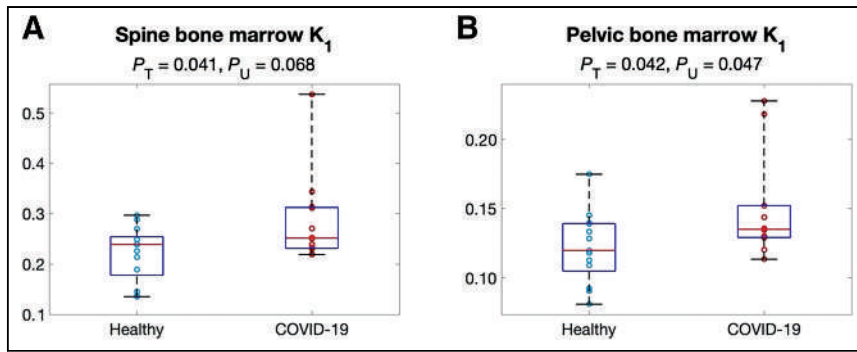 A
Spine bone marrow K1
PT = 0.041, PU = 0.068
0.5
0.4
0.3
0.2
0.1
Healthy
COVID-19
B
Pelvic bone marrow K1
PT = 0.042, PU = 0.047
0.20
0.15
0.10
Healthy
COVID-19